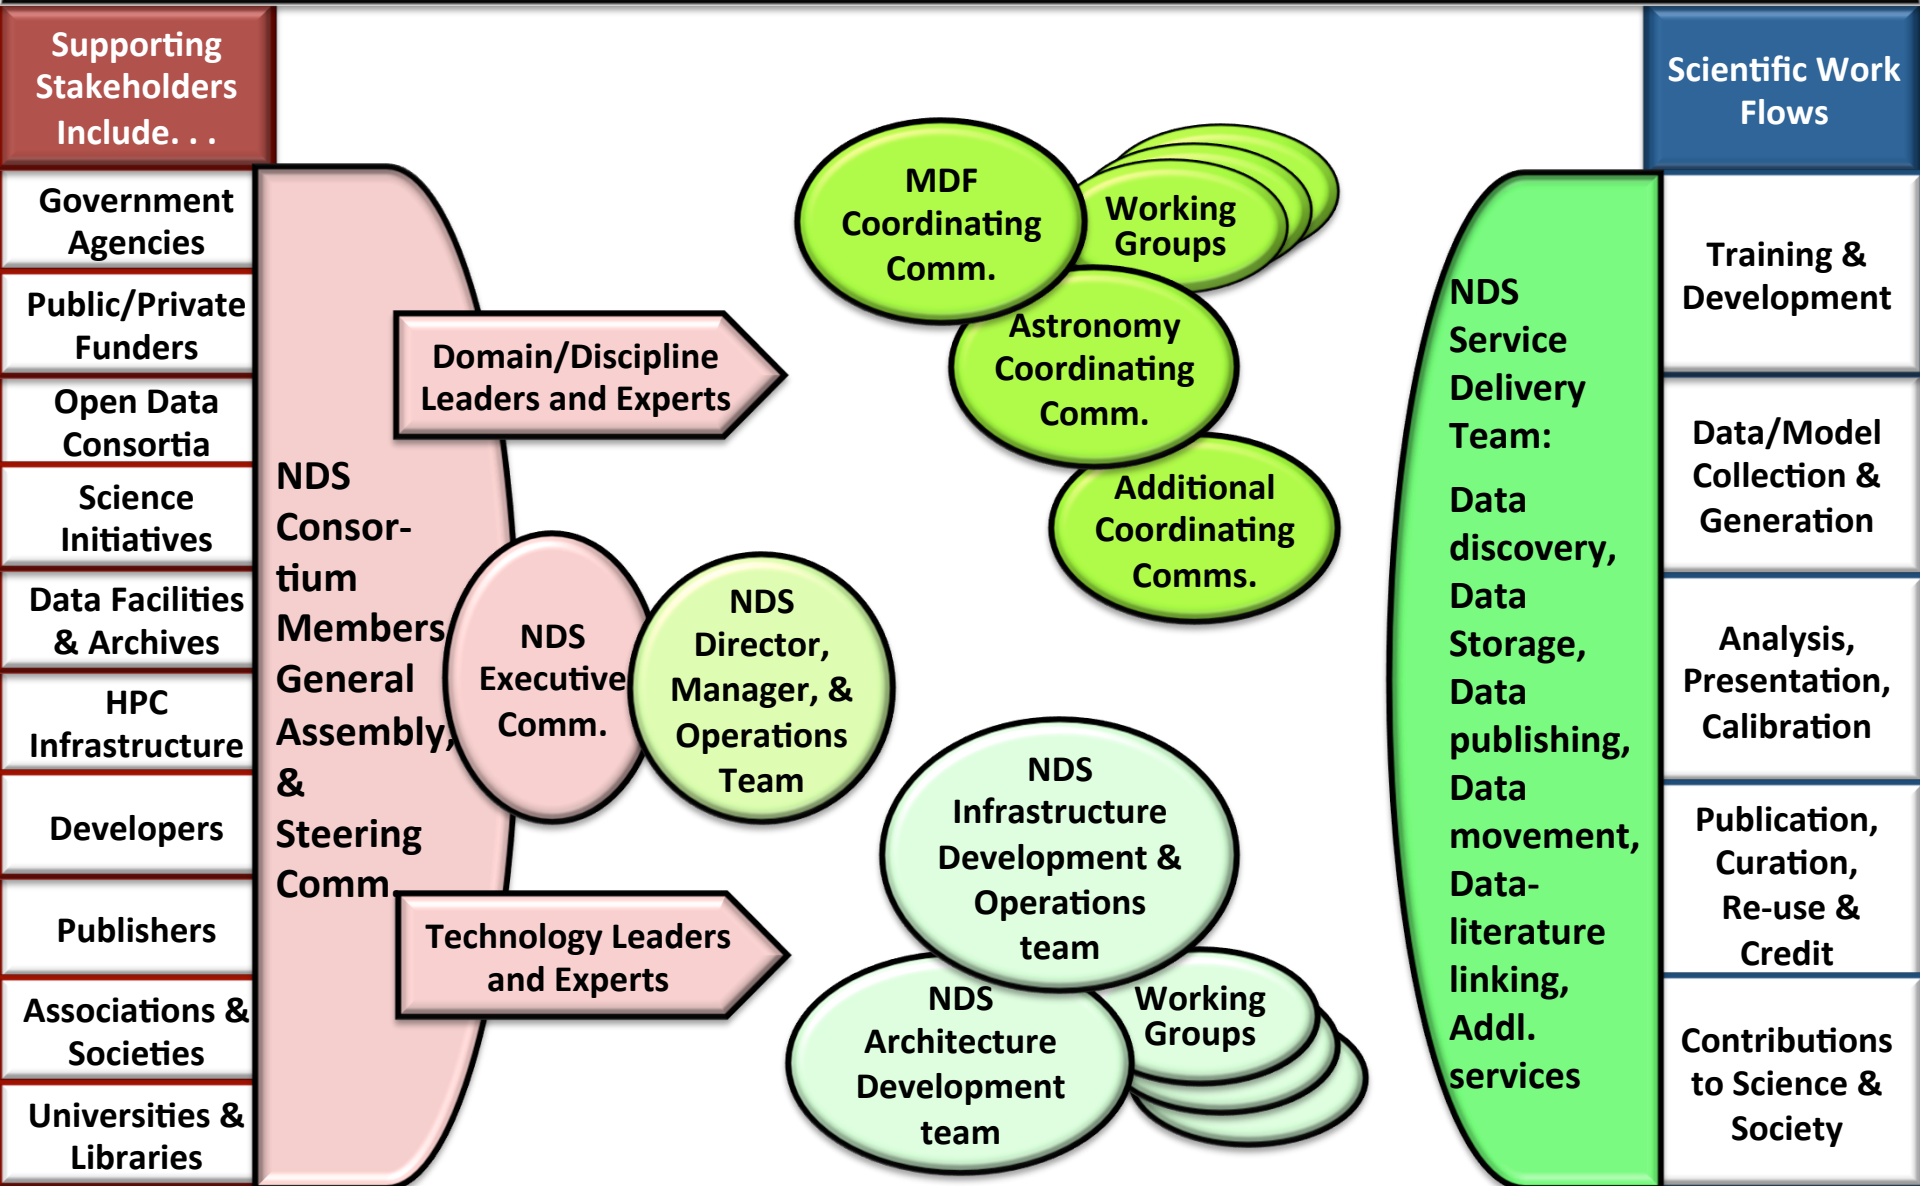 Supporting
Stakeholders
Include. . .
Government
Agencies
Public/Private
Funders
Open Data
Consortia
Science
Initiatives
Data Facilities
& Archives
HPC
Infrastructure
Developers
Publishers
Associations &
Societies
Universities &
Libraries
NDS
Consor-
tium
Members
General
Assembly,
&
Steering
Comm.
Domain/Discipline
Leaders and Experts
NDS
Executive
Comm.
NDS
Director,
Manager, &
Operations
Team
Technology Leaders
and Experts
MDF
Coordinating
Comm.
Working
Groups
Astronomy
Coordinating
Comm.
Additional
Coordinating
Comms.
NDS
Infrastructure
Development &
Operations
team
NDS
Architecture
Development
team
Working
Groups
NDS
Service
Delivery
Team:
Data
discovery,
Data
Storage,
Data
publishing,
Data
movement,
Data-
literature
linking,
Addl.
services
Scientific Work
Flows
Training &
Development
Data/Model
Collection &
Generation
Analysis,
Presentation,
Calibration
Publication,
Curation,
Re-use &
Credit
Contributions
to Science &
Society